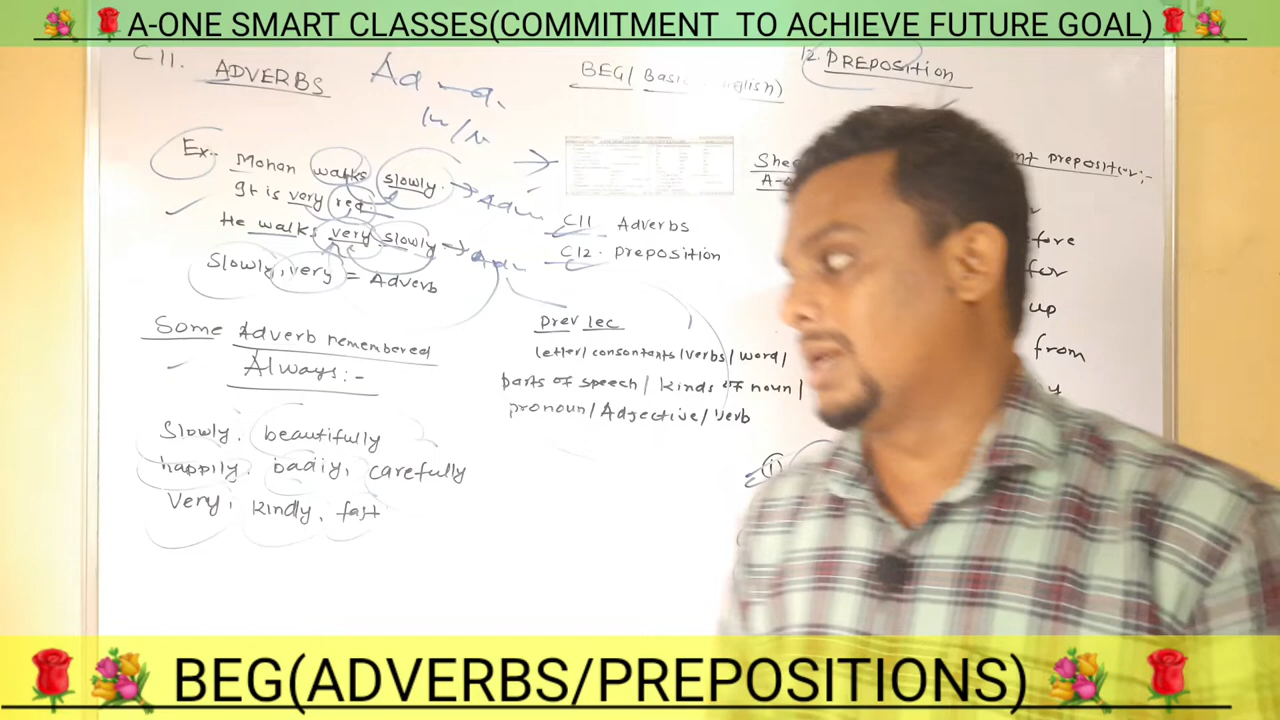 A-ONE SMART CLASSES(COMMITMENT TO ACHIEVE FUTURE GOAL)
C11. ADVERBS
Ex..
Mohan walks slowly.
It is very red.
He walks very slowly
Slowly, very = Adverb
Some Adverb remembered
Always:-
Slowly, beautifully
happily, badly, carefully
Very, kindly, fast
BEG/ Basic
C11 Adverbs
C12. preposition
prev lec
letter/ consontants/verbs/word/
parts of speech/ kinds of noun/
pronoun/Adjective/verb
12. PREPOSITION
preposition:-
for
up
from
(i)
BEG(ADVERBS/PREPOSITIONS)